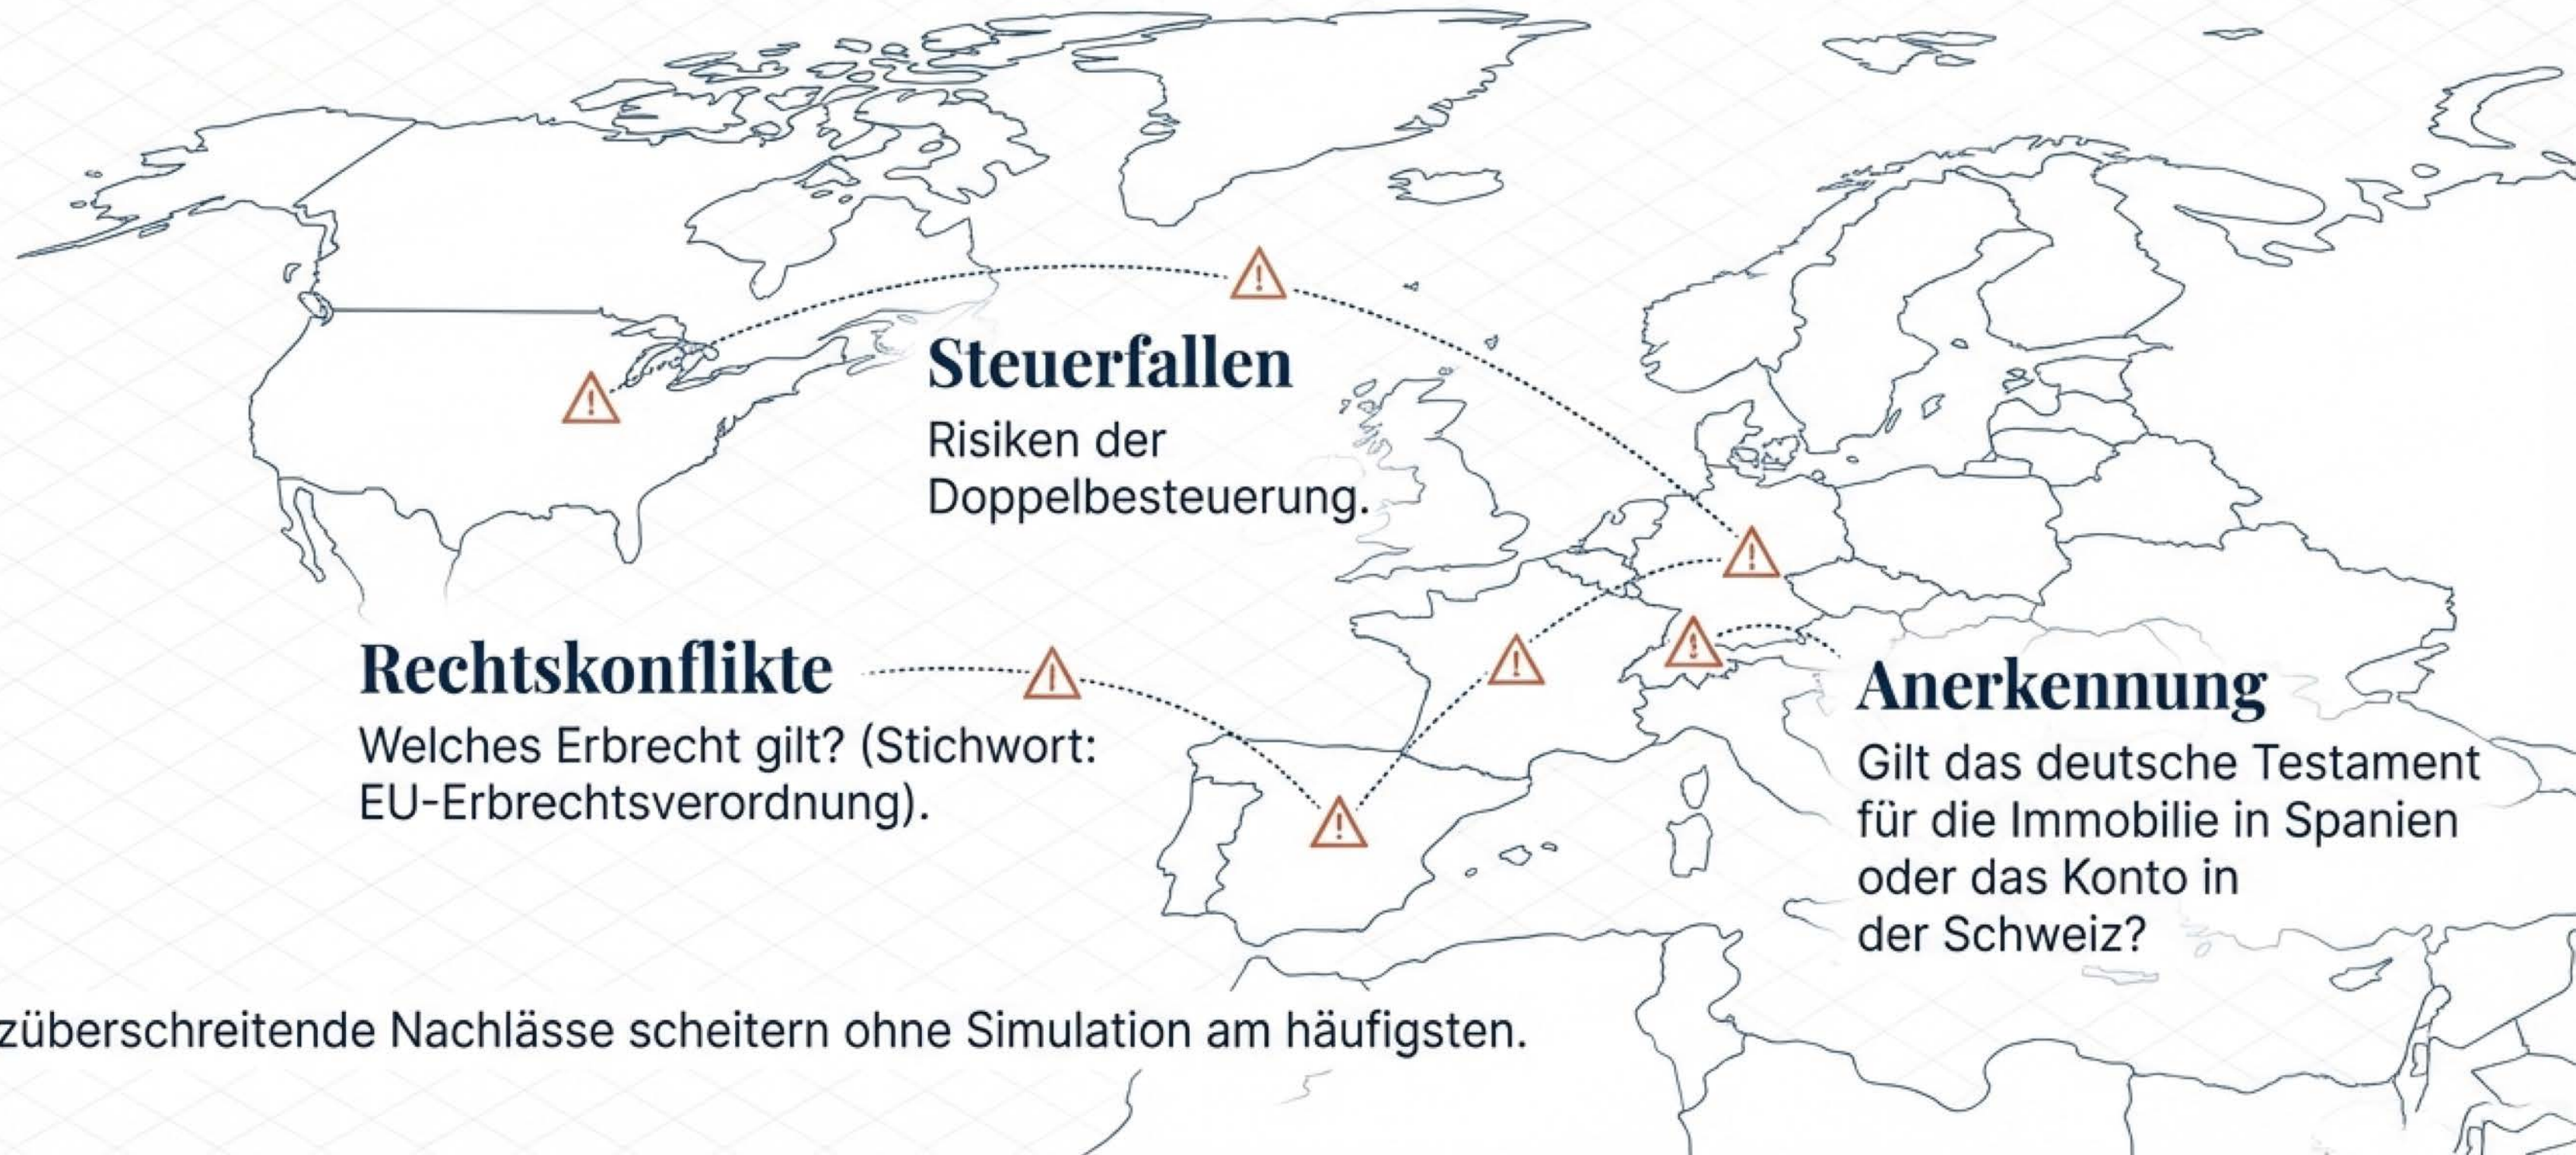 Steuerfallen
Risiken der
Doppelbesteuerung.
Rechtskonflikte
Welches Erbrecht gilt? (Stichwort:
EU-Erbrechtsverordnung).
Anerkennung
Gilt das deutsche Testament
für die Immobilie in Spanien
oder das Konto in
der Schweiz?
züberschreitende Nachlässe scheitern ohne Simulation am häufigsten.